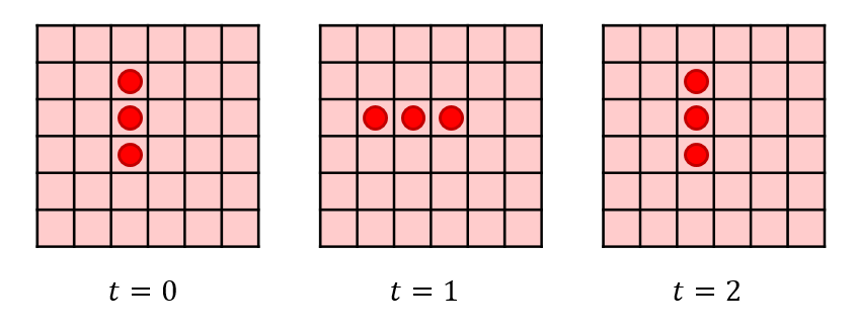 t = 0
t = 1
t = 2